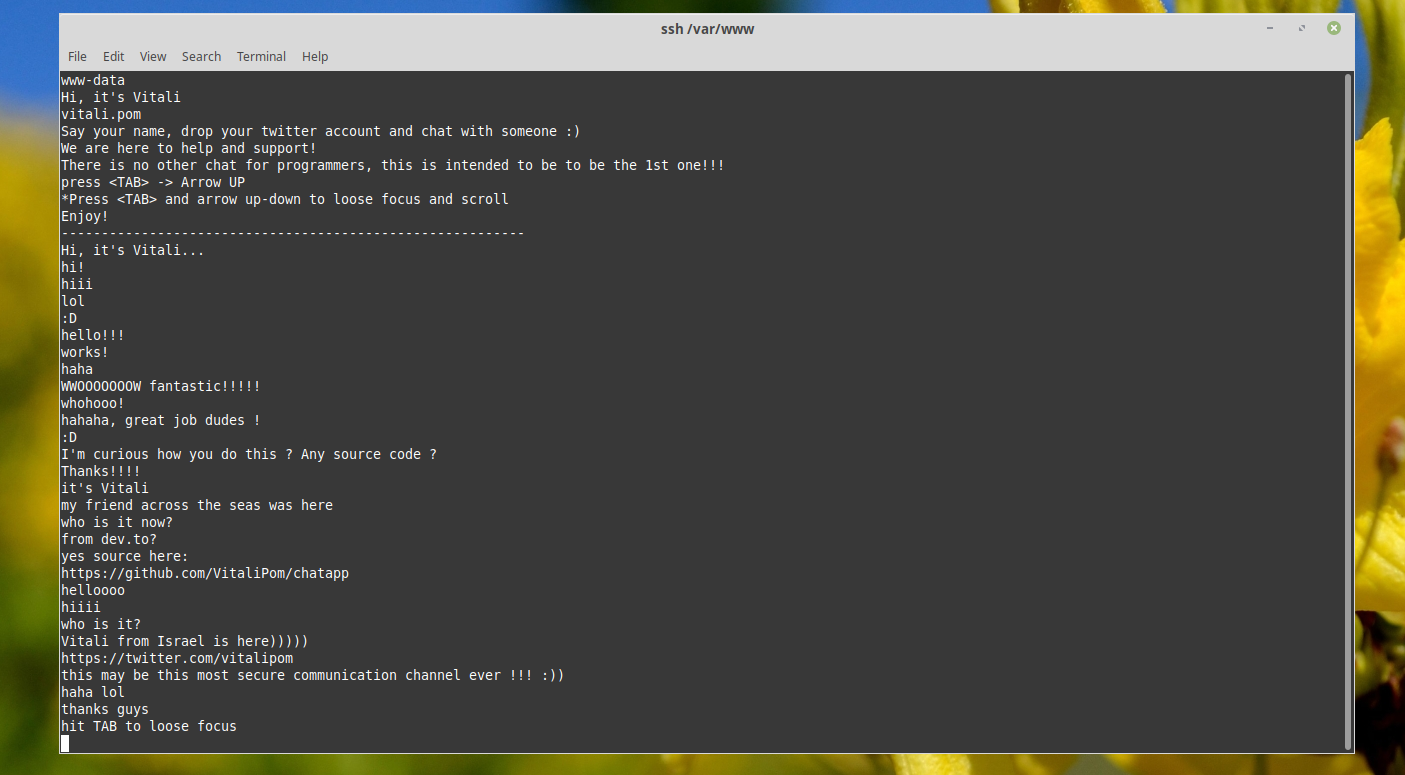 ssh /var/www
File Edit View Search Terminal Help
www-data
Hi, it's Vitali
vitali.pom
Say your name, drop your twitter account and chat with someone :)
We are here to help and support!
There is no other chat for programmers, this is intended to be to be the 1st one!!!
press <TAB> -> Arrow UP
*Press <TAB> and arrow up-down to loose focus and scroll
Enjoy!
----------------------------------------------------------
Hi, it's Vitali...
hi!
hiii
lol
:D
hello!!!
works!
haha
WWOOOOOOOW fantastic!!!!!
whohooo!
hahaha, great job dudes !
:D
I'm curious how you do this ? Any source code ?
Thanks!!!!
it's Vitali
my friend across the seas was here
who is it now?
from dev.to?
yes source here:
https://github.com/VitaliPom/chatapp
helloooo
hiiii
who is it?
Vitali from Israel is here)))))
https://twitter.com/vitalipom
this may be this most secure communication channel ever !!! :))
haha lol
thanks guys
hit TAB to loose focus